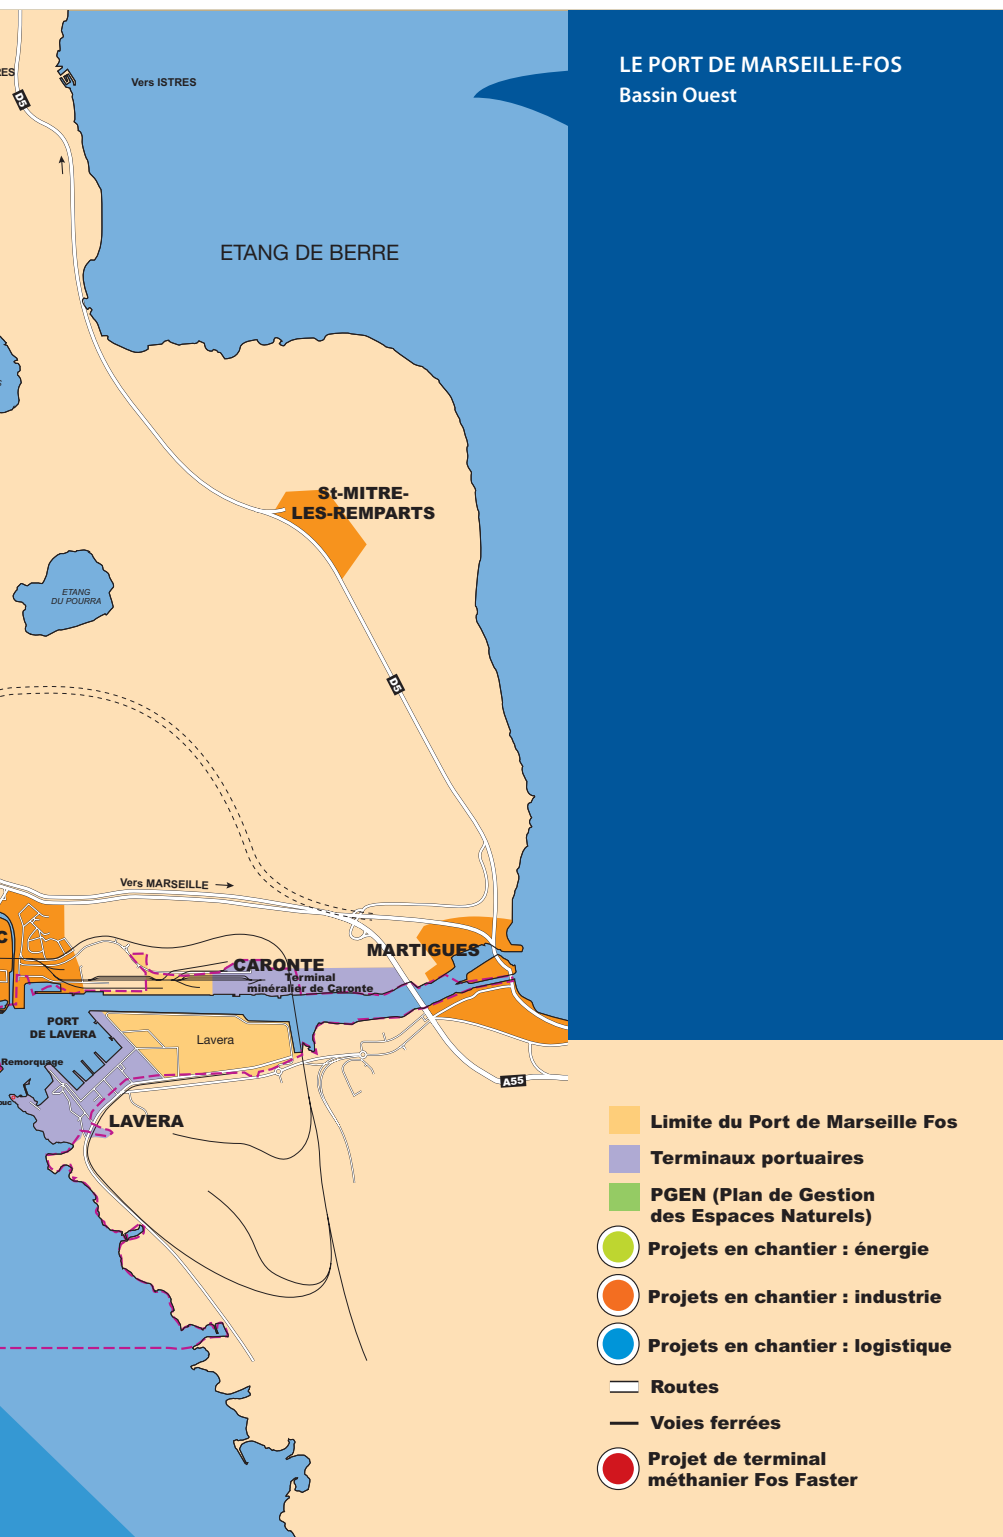 LE PORT DE MARSEILLE-FOS
Bassin Ouest
Vers ISTRES
D5
ETANG DE BERRE
St-MITRE-
LES-REMPARTS
ETANG
DU POURRA
D5
Vers MARSEILLE
MARTIGUES
CARONTE
Terminal
minéralier de Caronte
PORT
DE LAVERA
Lavera
Remorquage
A55
LAVERA
Limite du Port de Marseille Fos
Terminaux portuaires
PGEN (Plan de Gestion
des Espaces Naturels)
Projets en chantier : énergie
Projets en chantier : industrie
Projets en chantier : logistique
Routes
Voies ferrées
Projet de terminal
méthanier Fos Faster